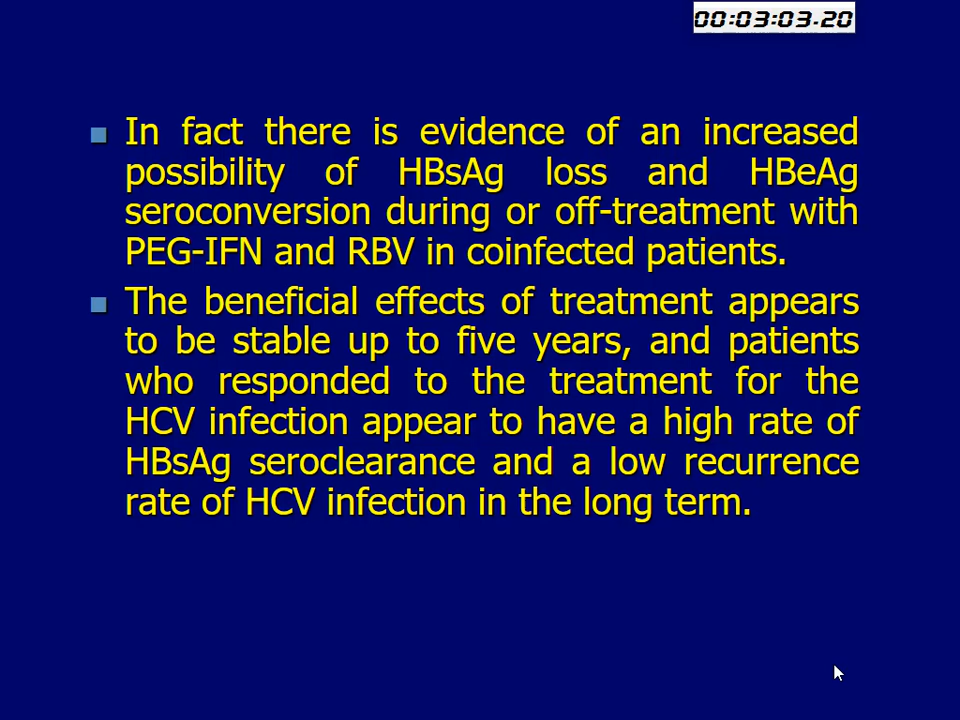 00:03:03.20
In fact there is evidence of an increased
possibility of HBsAg loss and HBeAg
seroconversion during or off-treatment with
PEG-IFN and RBV in coinfected patients.
The beneficial effects of treatment appears
to be stable up to five years, and patients
who responded to the treatment for the
HCV infection appear to have a high rate of
HBsAg seroclearance and a low recurrence
rate of HCV infection in the long term.